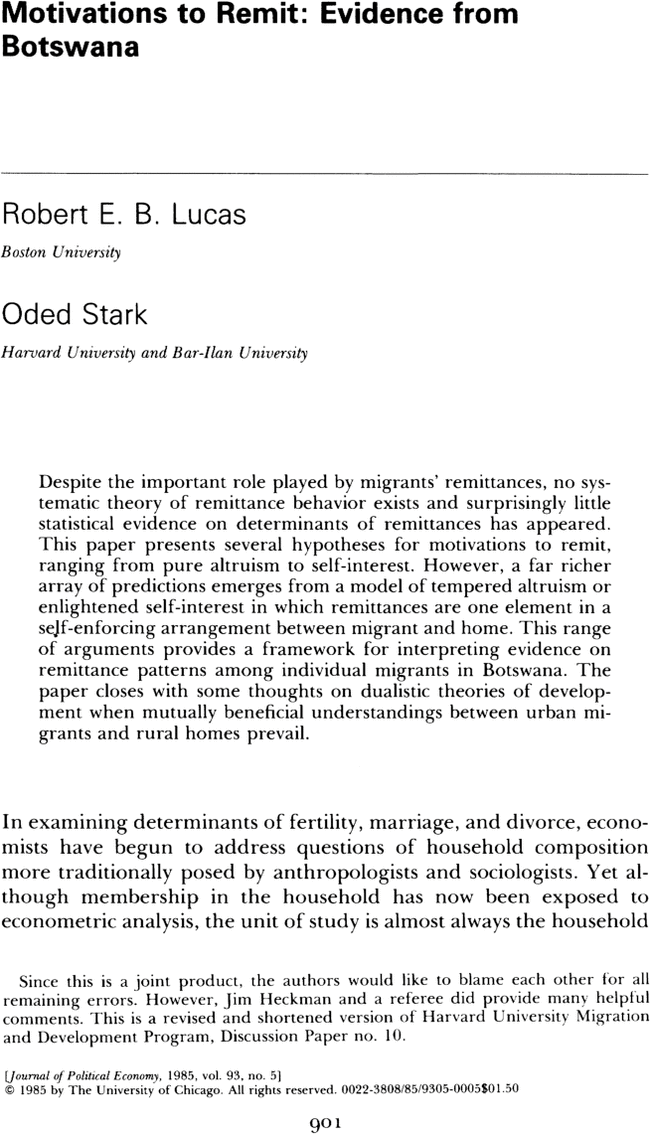 Motivations to Remit: Evidence from
Botswana
Robert E. B. Lucas
Boston University
Oded Stark
Harvard University and Bar-Ilan University
Despite the important role played by migrants' remittances, no sys-
tematic theory of remittance behavior exists and surprisingly little
statistical evidence on determinants of remittances has appeared.
This paper presents several hypotheses for motivations to remit,
ranging from pure altruism to self-interest. However, a far richer
array of predictions emerges from a model of tempered altruism or
enlightened self-interest in which remittances are one element in a
self-enforcing arrangement between migrant and home. This range
of arguments provides a framework for interpreting evidence on
remittance patterns among individual migrants in Botswana. The
paper closes with some thoughts on dualistic theories of develop-
ment when mutually beneficial understandings between urban mi-
grants and rural homes prevail.
In examining determinants of fertility, marriage, and divorce, econo-
mists have begun to address questions of household composition
more traditionally posed by anthropologists and sociologists. Yet al-
though membership in the household has now been exposed to
econometric analysis, the unit of study is almost always the household
Since this is a joint product, the authors would like to blame each other for all
remaining errors. However, Jim Heckman and a referee did provide many helpful
comments. This is a revised and shortened version of Harvard University Migration
and Development Program, Discussion Paper no. 10.
[Journal of Political Economy, 1985, vol. 93, no. 5]
© 1985 by The University of Chicago. All rights reserved. 0022-3808/85/9305-0005$01.50
901